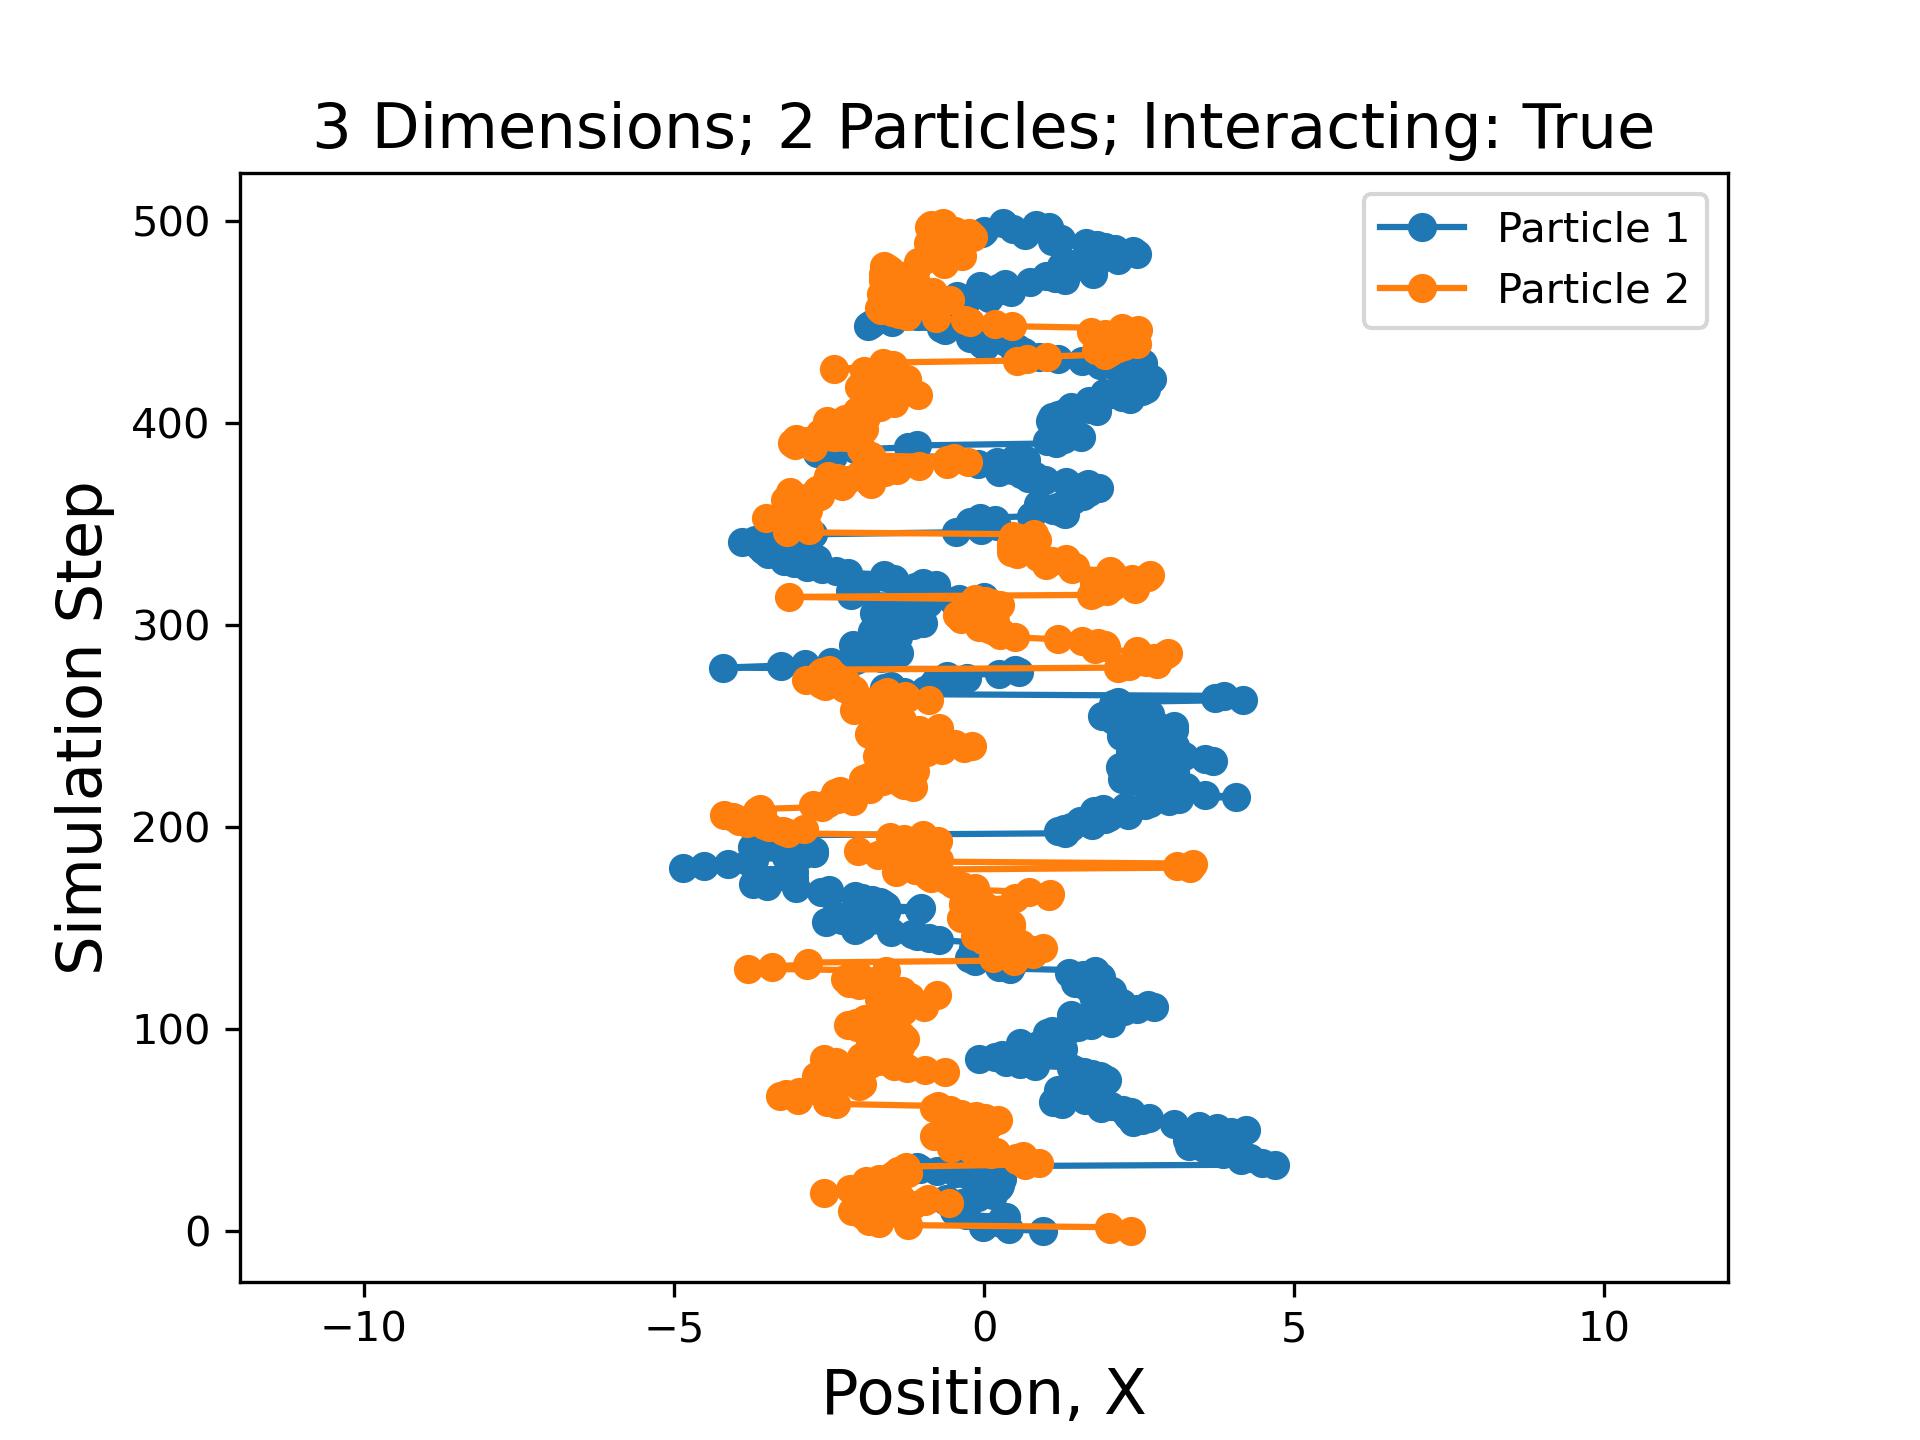 3 Dimensions; 2 Particles; Interacting: True
Particle 1
Particle 2
500
400
300
200
100
0
Simulation Step
−10
−5
0
5
10
Position, X